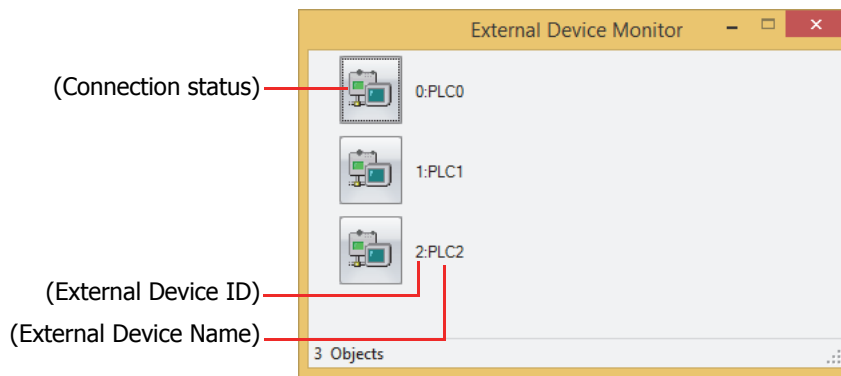 External Device Monitor
(Connection status)
0:PLC0
1:PLC1
2:PLC2
(External Device ID)
(External Device Name)
3 Objects